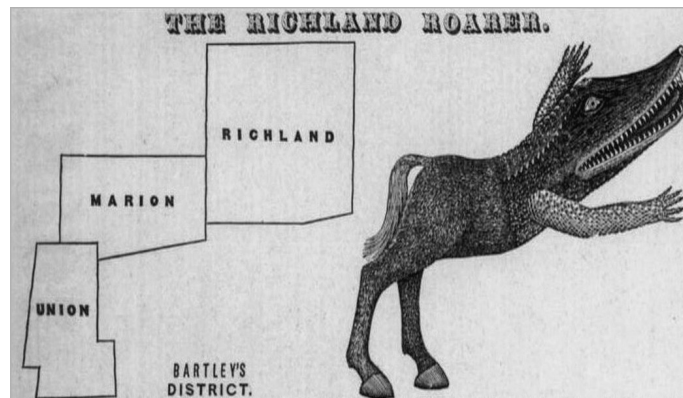 THE RICHLAND ROARER.
RICHLAND
MARION
UNION
BARTLEY'S
DISTRICT.